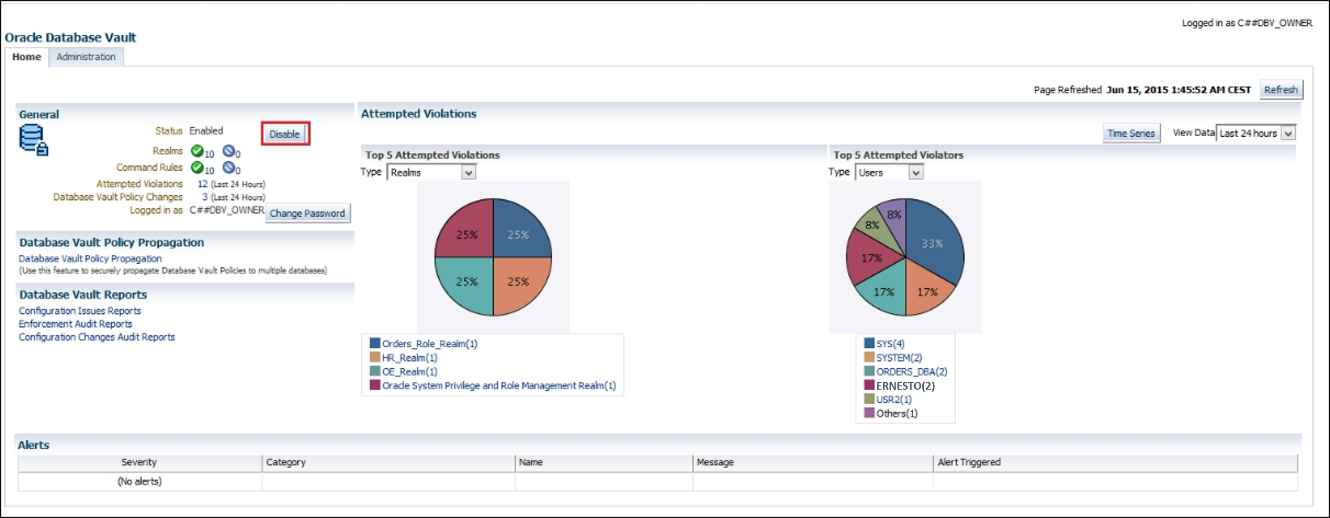 Logged in as C##DBV_OWNER
Oracle Database Vault
Home Administration
Page Refreshed Jun 15, 2015 1:45:52 AM CEST Refresh
General
Status Enabled Disable
Realms 10 0
Command Rules 10 0
Attempted Violations 12 (Last 24 Hours)
Database Vault Policy Changes 3 (Last 24 Hours)
Logged in as C##DBV_OWNER Change Password
Database Vault Policy Propagation
Database Vault Policy Propagation
(Use this feature to securely propagate Database Vault Policies to multiple databases)
Database Vault Reports
Configuration Issues Reports
Enforcement Audit Reports
Configuration Changes Audit Reports
Attempted Violations
Time Series View Data Last 24 hours
Top 5 Attempted Violations
Type Realms
25% 25%
25% 25%
Orders_Role_Realm(1)
HR_Realm(1)
OE_Realm(1)
Oracle System Privilege and Role Management Realm(1)
Top 5 Attempted Violators
Type Users
8%
8%
33%
17%
17%
17%
SYS(4)
SYSTEM(2)
ORDERS_DBA(2)
ERNESTO(2)
USR2(1)
Others(1)
Alerts
Severity Category Name Message Alert Triggered
(No alerts)